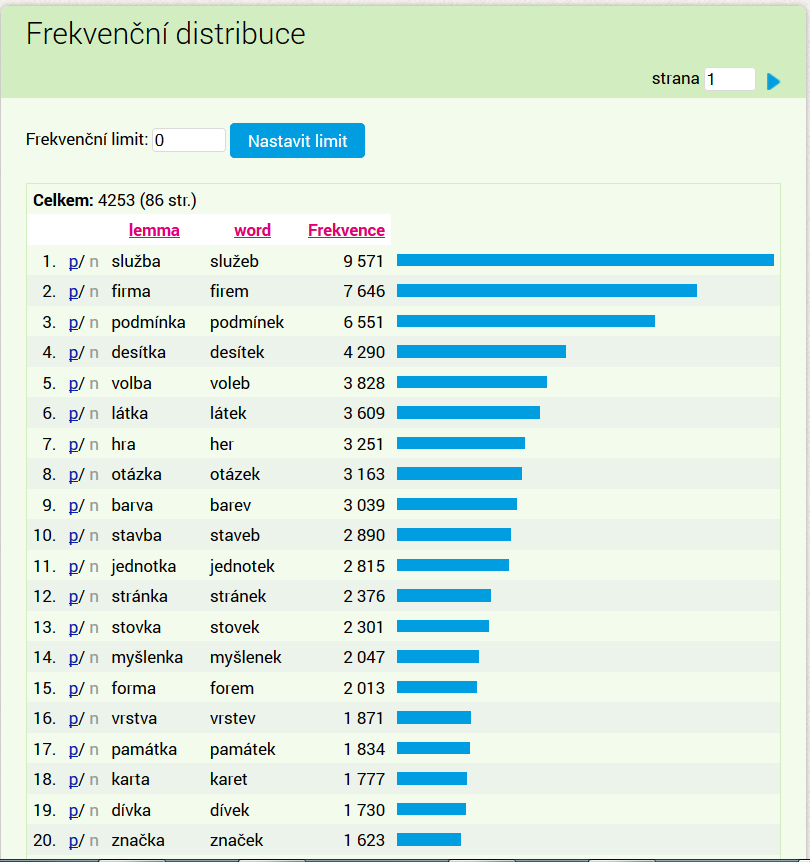 Frekvenční distribuce
strana 1
Frekvenční limit: 0 Nastavit limit
Celkem: 4253 (86 str.)
lemma word Frekvence
1. p/ n služba služeb 9 571
2. p/ n firma firem 7 646
3. p/ n podmínka podmínek 6 551
4. p/ n desítka desítek 4 290
5. p/ n volba voleb 3 828
6. p/ n látka látek 3 609
7. p/ n hra her 3 251
8. p/ n otázka otázek 3 163
9. p/ n barva barev 3 039
10. p/ n stavba staveb 2 890
11. p/ n jednotka jednotek 2 815
12. p/ n stránka stránek 2 376
13. p/ n stovka stovek 2 301
14. p/ n myšlenka myšlenek 2 047
15. p/ n forma forem 2 013
16. p/ n vrstva vrstev 1 871
17. p/ n památka památek 1 834
18. p/ n karta karet 1 777
19. p/ n dívka dívek 1 730
20. p/ n značka značek 1 623